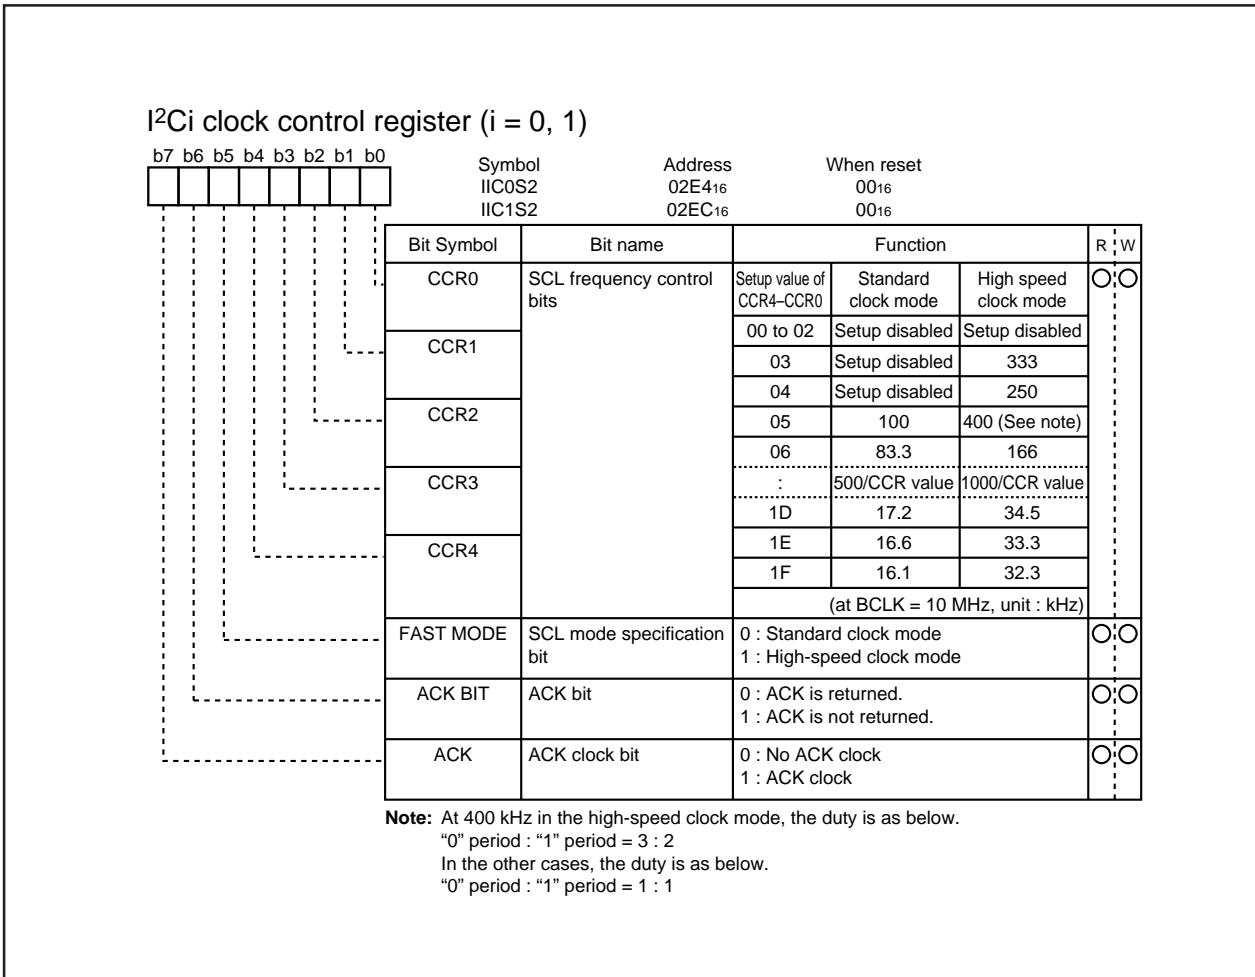 I²Ci clock control register (i = 0, 1)
b7 b6 b5 b4 b3 b2 b1 b0
Symbol Address When reset
IIC0S2 02E4₁₆ 00₁₆
IIC1S2 02EC₁₆ 00₁₆
Bit Symbol Bit name Function R W
CCR0 SCL frequency control bits
Setup value of CCR4–CCR0 Standard clock mode High speed clock mode
00 to 02 Setup disabled Setup disabled
CCR1
03 Setup disabled 333
04 Setup disabled 250
CCR2
05 100 400 (See note)
06 83.3 166
CCR3
: 500/CCR value 1000/CCR value
1D 17.2 34.5
CCR4
1E 16.6 33.3
1F 16.1 32.3
(at BCLK = 10 MHz, unit : kHz)
FAST MODE SCL mode specification bit
0 : Standard clock mode
1 : High-speed clock mode
ACK BIT ACK bit
0 : ACK is returned.
1 : ACK is not returned.
ACK ACK clock bit
0 : No ACK clock
1 : ACK clock
Note: At 400 kHz in the high-speed clock mode, the duty is as below.
“0” period : “1” period = 3 : 2
In the other cases, the duty is as below.
“0” period : “1” period = 1 : 1